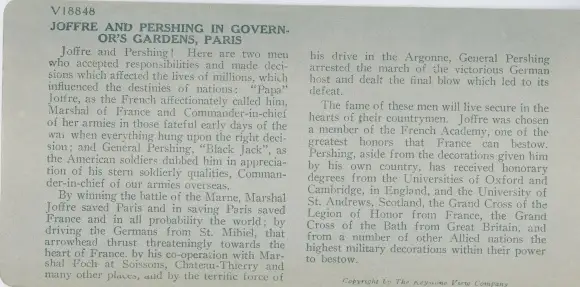 V18848
JOFFRE AND PERSHING IN GOVERN-
OR'S GARDENS, PARIS
Joffre and Pershing! Here are two men
who accepted responsibilities and made deci-
sions which affected the lives of millions, which
influenced the destinies of nations: "Papa"
Joffre, as the French affectionately called him,
Marshal of France and Commander-in-chief
of her armies in those fateful early days of the
war when everything hung upon the right deci-
sion; and General Pershing, "Black Jack", as
the American soldiers dubbed him in apprecia-
tion of his stern soldierly qualities, Comman-
der-in-chief of our armies overseas.
By winning the battle of the Marne, Marshal
Joffre saved Paris and in saving Paris saved
France and in all probability the world; by
driving the Germans from St. Mihiel, that
arrowhead thrust threateningly towards the
heart of France, by his co-operation with Mar-
shal Foch at Soissons, Chateau-Thierry and
many other places, and by the terrific force of
his drive in the Argonne, General Pershing
arrested the march of the victorious German
host and dealt the final blow which led to its
defeat.
The fame of these men will live secure in the
hearts of their countrymen. Joffre was chosen
a member of the French Academy, one of the
greatest honors that France can bestow.
Pershing, aside from the decorations given him
by his own country, has received honorary
degrees from the Universities of Oxford and
Cambridge, in England, and the University of
St. Andrews, Scotland, the Grand Cross of the
Legion of Honor from France, the Grand
Cross of the Bath from Great Britain, and
from a number of other Allied nations the
highest military decorations within their power
to bestow.
Copyright by The Keystone View Company